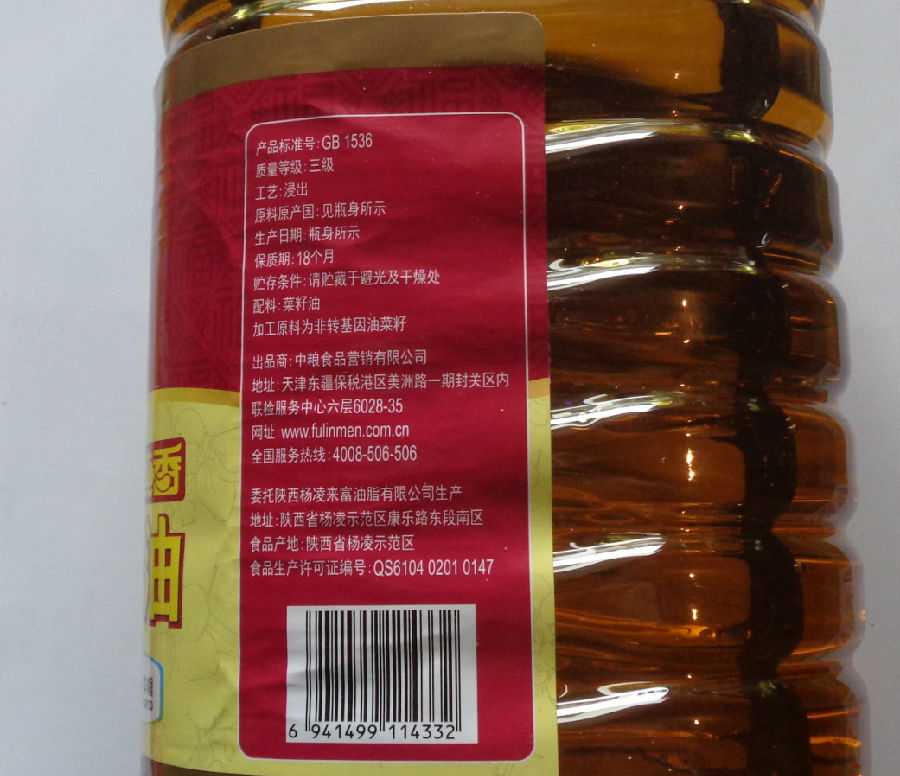 产品标准号:GB 1536
质量等级:三级
工艺:浸出
原料原产国:见瓶身所示
生产日期:瓶身所示
保质期:18个月
贮存条件:请贮藏于避光及干燥处
配料:菜籽油
加工原料为非转基因油菜籽
出品商:中粮食品营销有限公司
地址:天津东疆保税港区美洲路一期封关区内
联检服务中心六层6028-35
网址:www.fulinmen.com.cn
全国服务热线:4008-506-506
委托陕西杨凌来富油脂有限公司生产
地址:陕西省杨凌示范区康乐路东段南区
食品产地:陕西省杨凌示范区
食品生产许可证编号:QS6104 0201 0147
6 941499 114332
香
油